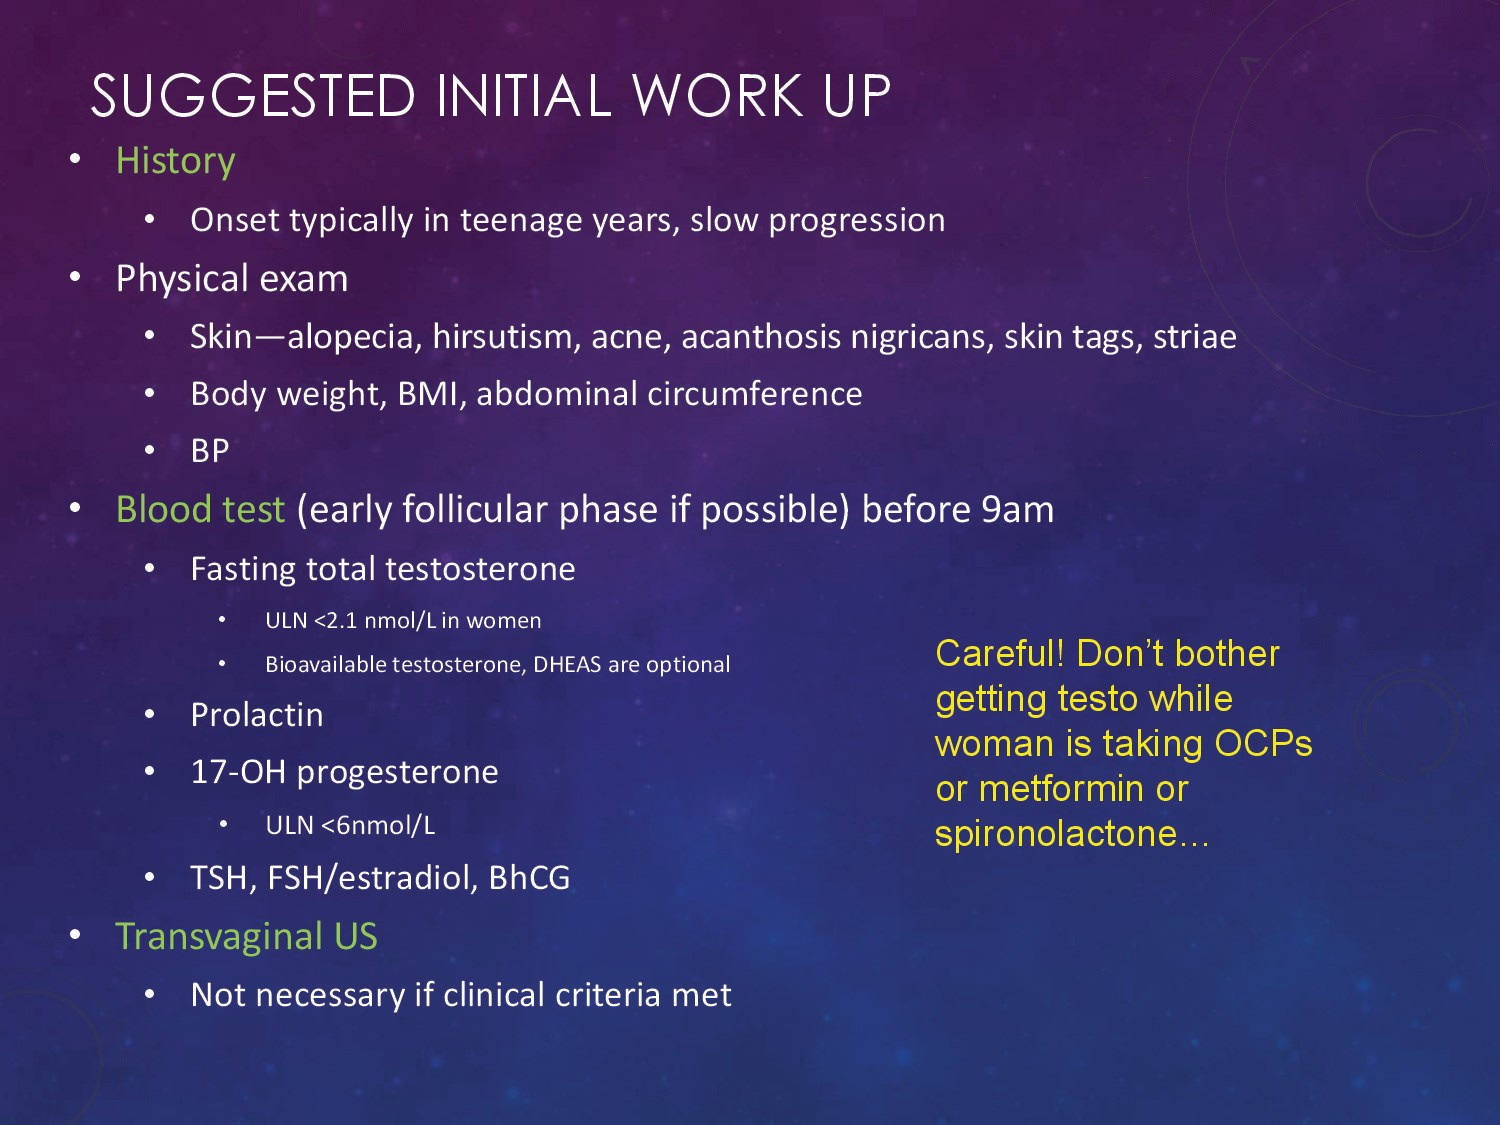 SUGGESTED INITIAL WORK UP
• History
• Onset typically in teenage years, slow progression
• Physical exam
• Skin—alopecia, hirsutism, acne, acanthosis nigricans, skin tags, striae
• Body weight, BMI, abdominal circumference
• BP
• Blood test (early follicular phase if possible) before 9am
• Fasting total testosterone
• ULN <2.1 nmol/L in women
• Bioavailable testosterone, DHEAS are optional
• Prolactin
• 17-OH progesterone
• ULN <6nmol/L
• TSH, FSH/estradiol, BhCG
• Transvaginal US
• Not necessary if clinical criteria met
Careful! Don’t bother
getting testo while
woman is taking OCPs
or metformin or
spironolactone…